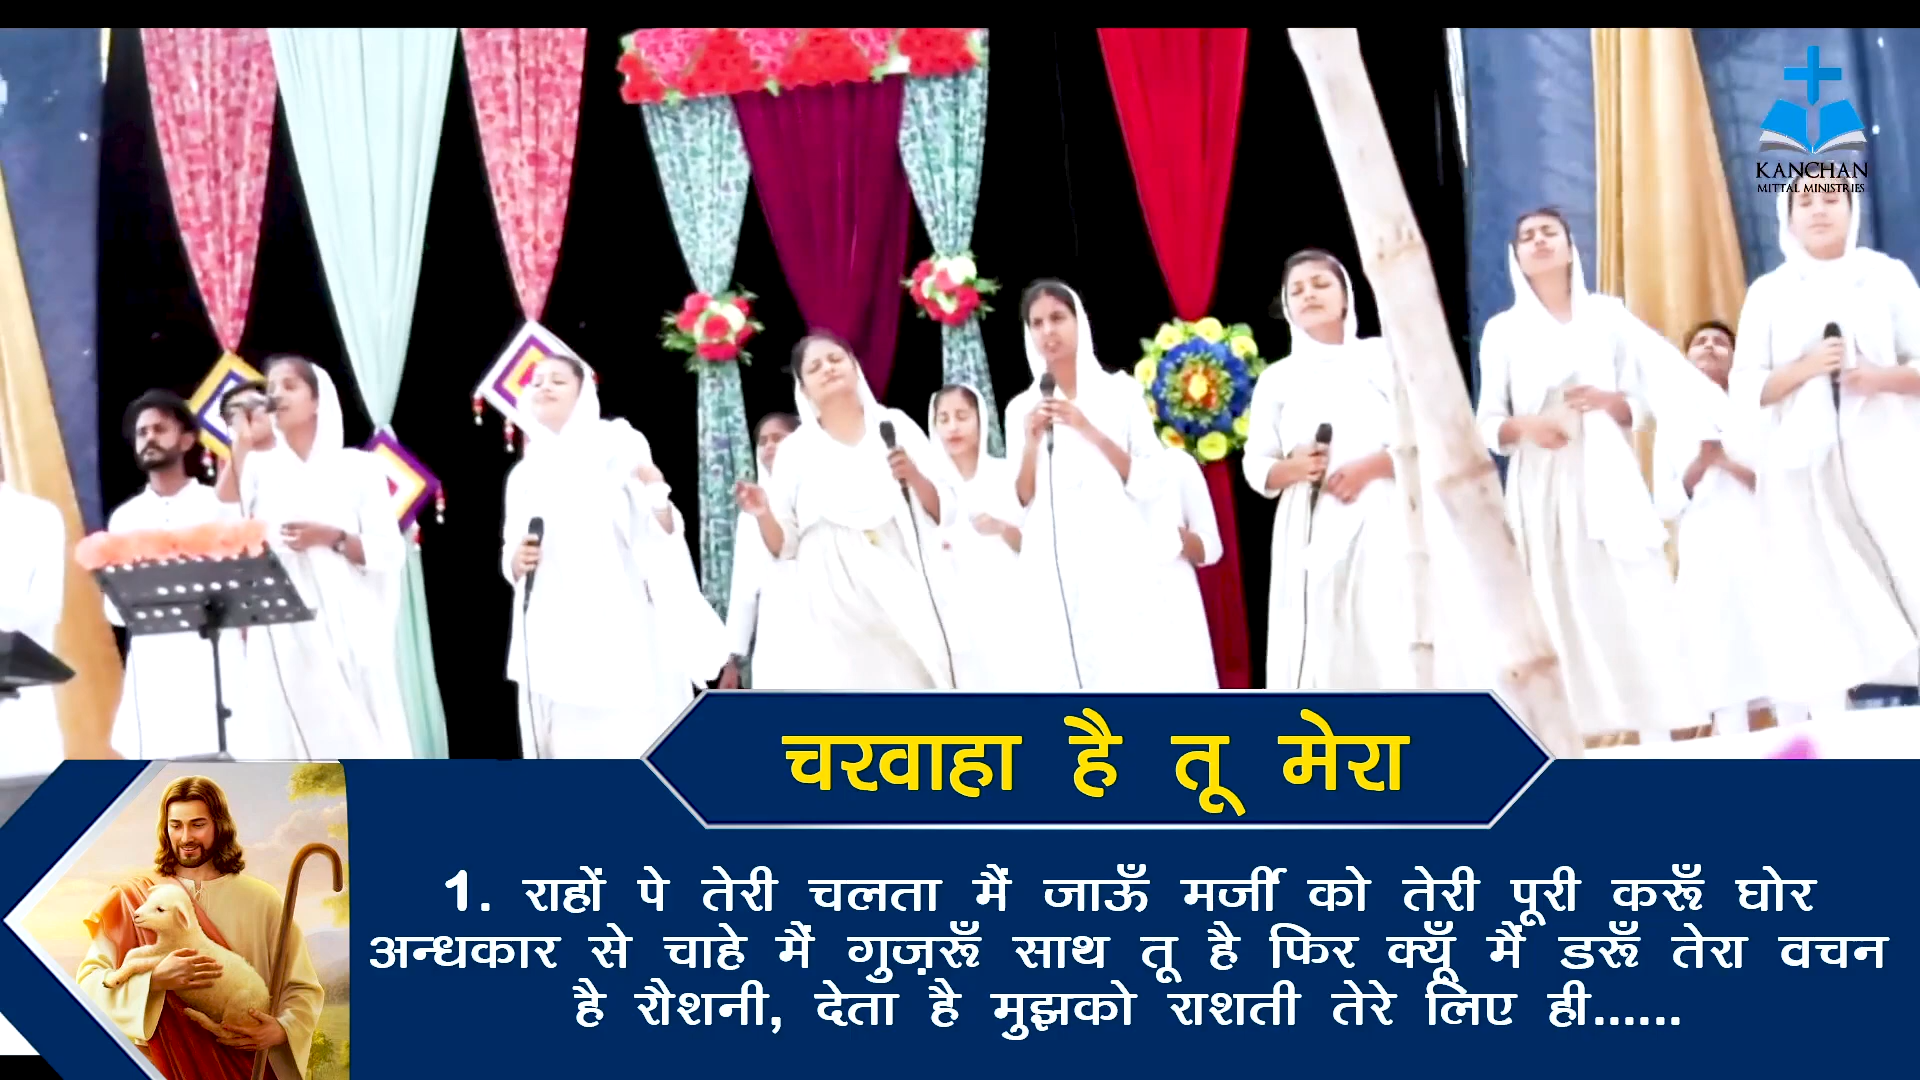 KANCHAN
MITTAL MINISTRIES
चरवाहा है तू मेरा
1. राहों पे तेरी चलता मैं जाऊँ मर्जी को तेरी पूरी करूँ घोर
अन्धकार से चाहे मैं गुज़रूँ साथ तू है फिर क्यूँ मैं डरूँ तेरा वचन
है रौशनी, देता है मुझको राशती तेरे लिए ही......